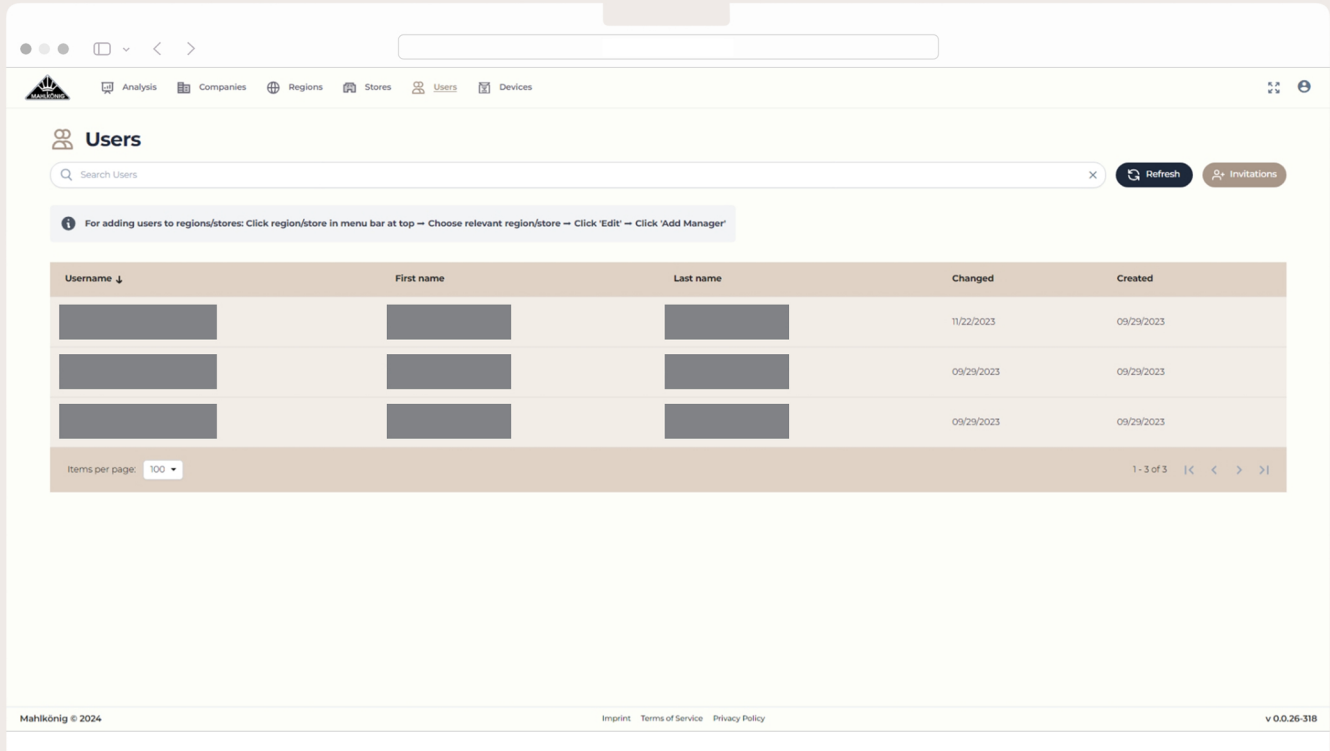 MAHLKÖNIG
Analysis Companies Regions Stores Users Devices
Users
Search Users
Refresh
Invitations
For adding users to regions/stores: Click region/store in menu bar at top → Choose relevant region/store → Click 'Edit' → Click 'Add Manager'
Username ↓ First name Last name Changed Created
11/22/2023 09/29/2023
09/29/2023 09/29/2023
09/29/2023 09/29/2023
Items per page: 100 1 - 3 of 3
Mahlkönig © 2024 Imprint Terms of Service Privacy Policy v 0.0.26-318